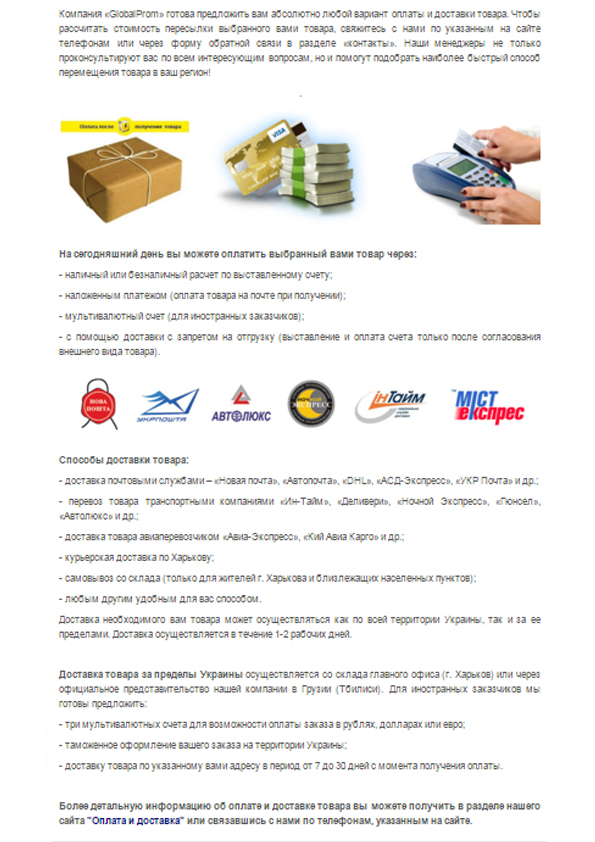 Компания «GlobalProm» готова предложить вам абсолютно любой вариант оплаты и доставки товара. Чтобы
рассчитать стоимость пересылки выбранного вами товара, свяжитесь с нами по указанным на сайте
телефонам или через форму обратной связи в разделе «контакты». Наши менеджеры не только
проконсультируют вас по всем интересующим вопросам, но и помогут подобрать наиболее быстрый способ
перемещения товара в ваш регион!
Оплата после получения товара
VISA
На сегодняшний день вы можете оплатить выбранный вами товар через:
- наличный или безналичный расчет по выставленному счету;
- наложенным платежом (оплата товара на почте при получении);
- мультивалютный счет (для иностранных заказчиков);
- с помощью доставки с запретом на отгрузку (выставление и оплата счета только после согласования
внешнего вида товара).
НОВА
ПОШТА
УКРПОШТА
АВТОЛЮКС
НОЧНОЙ
ЭКСПРЕСС
інТайм
МІСТ
експрес
Способы доставки товара:
- доставка почтовыми службами – «Новая почта», «Автопочта», «DHL», «АСД-Экспресс», «УКР Почта» и др.;
- перевоз товара транспортными компаниями «Ин-Тайм», «Деливери», «Ночной Экспресс», «Гюнсел»,
«Автолюкс» и др.;
- доставка товара авиаперевозчиком «Авиа-Экспресс», «Кий Авиа Карго» и др.;
- курьерская доставка по Харькову;
- самовывоз со склада (только для жителей г. Харькова и близлежащих населенных пунктов);
- любым другим удобным для вас способом.
Доставка необходимого вам товара может осуществляться как по всей территории Украины, так и за ее
пределами. Доставка осуществляется в течение 1-2 рабочих дней.
Доставка товара за пределы Украины осуществляется со склада главного офиса (г. Харьков) или через
официальное представительство нашей компании в Грузии (Тбилиси). Для иностранных заказчиков мы
готовы предложить:
- три мультивалютных счета для возможности оплаты заказа в рублях, долларах или евро;
- таможенное оформление вашего заказа на территории Украины;
- доставку товара по указанному вами адресу в период от 7 до 30 дней с момента получения оплаты.
Более детальную информацию об оплате и доставке товара вы можете получить в разделе нашего
сайта "Оплата и доставка" или связавшись с нами по телефонам, указанным на сайте.